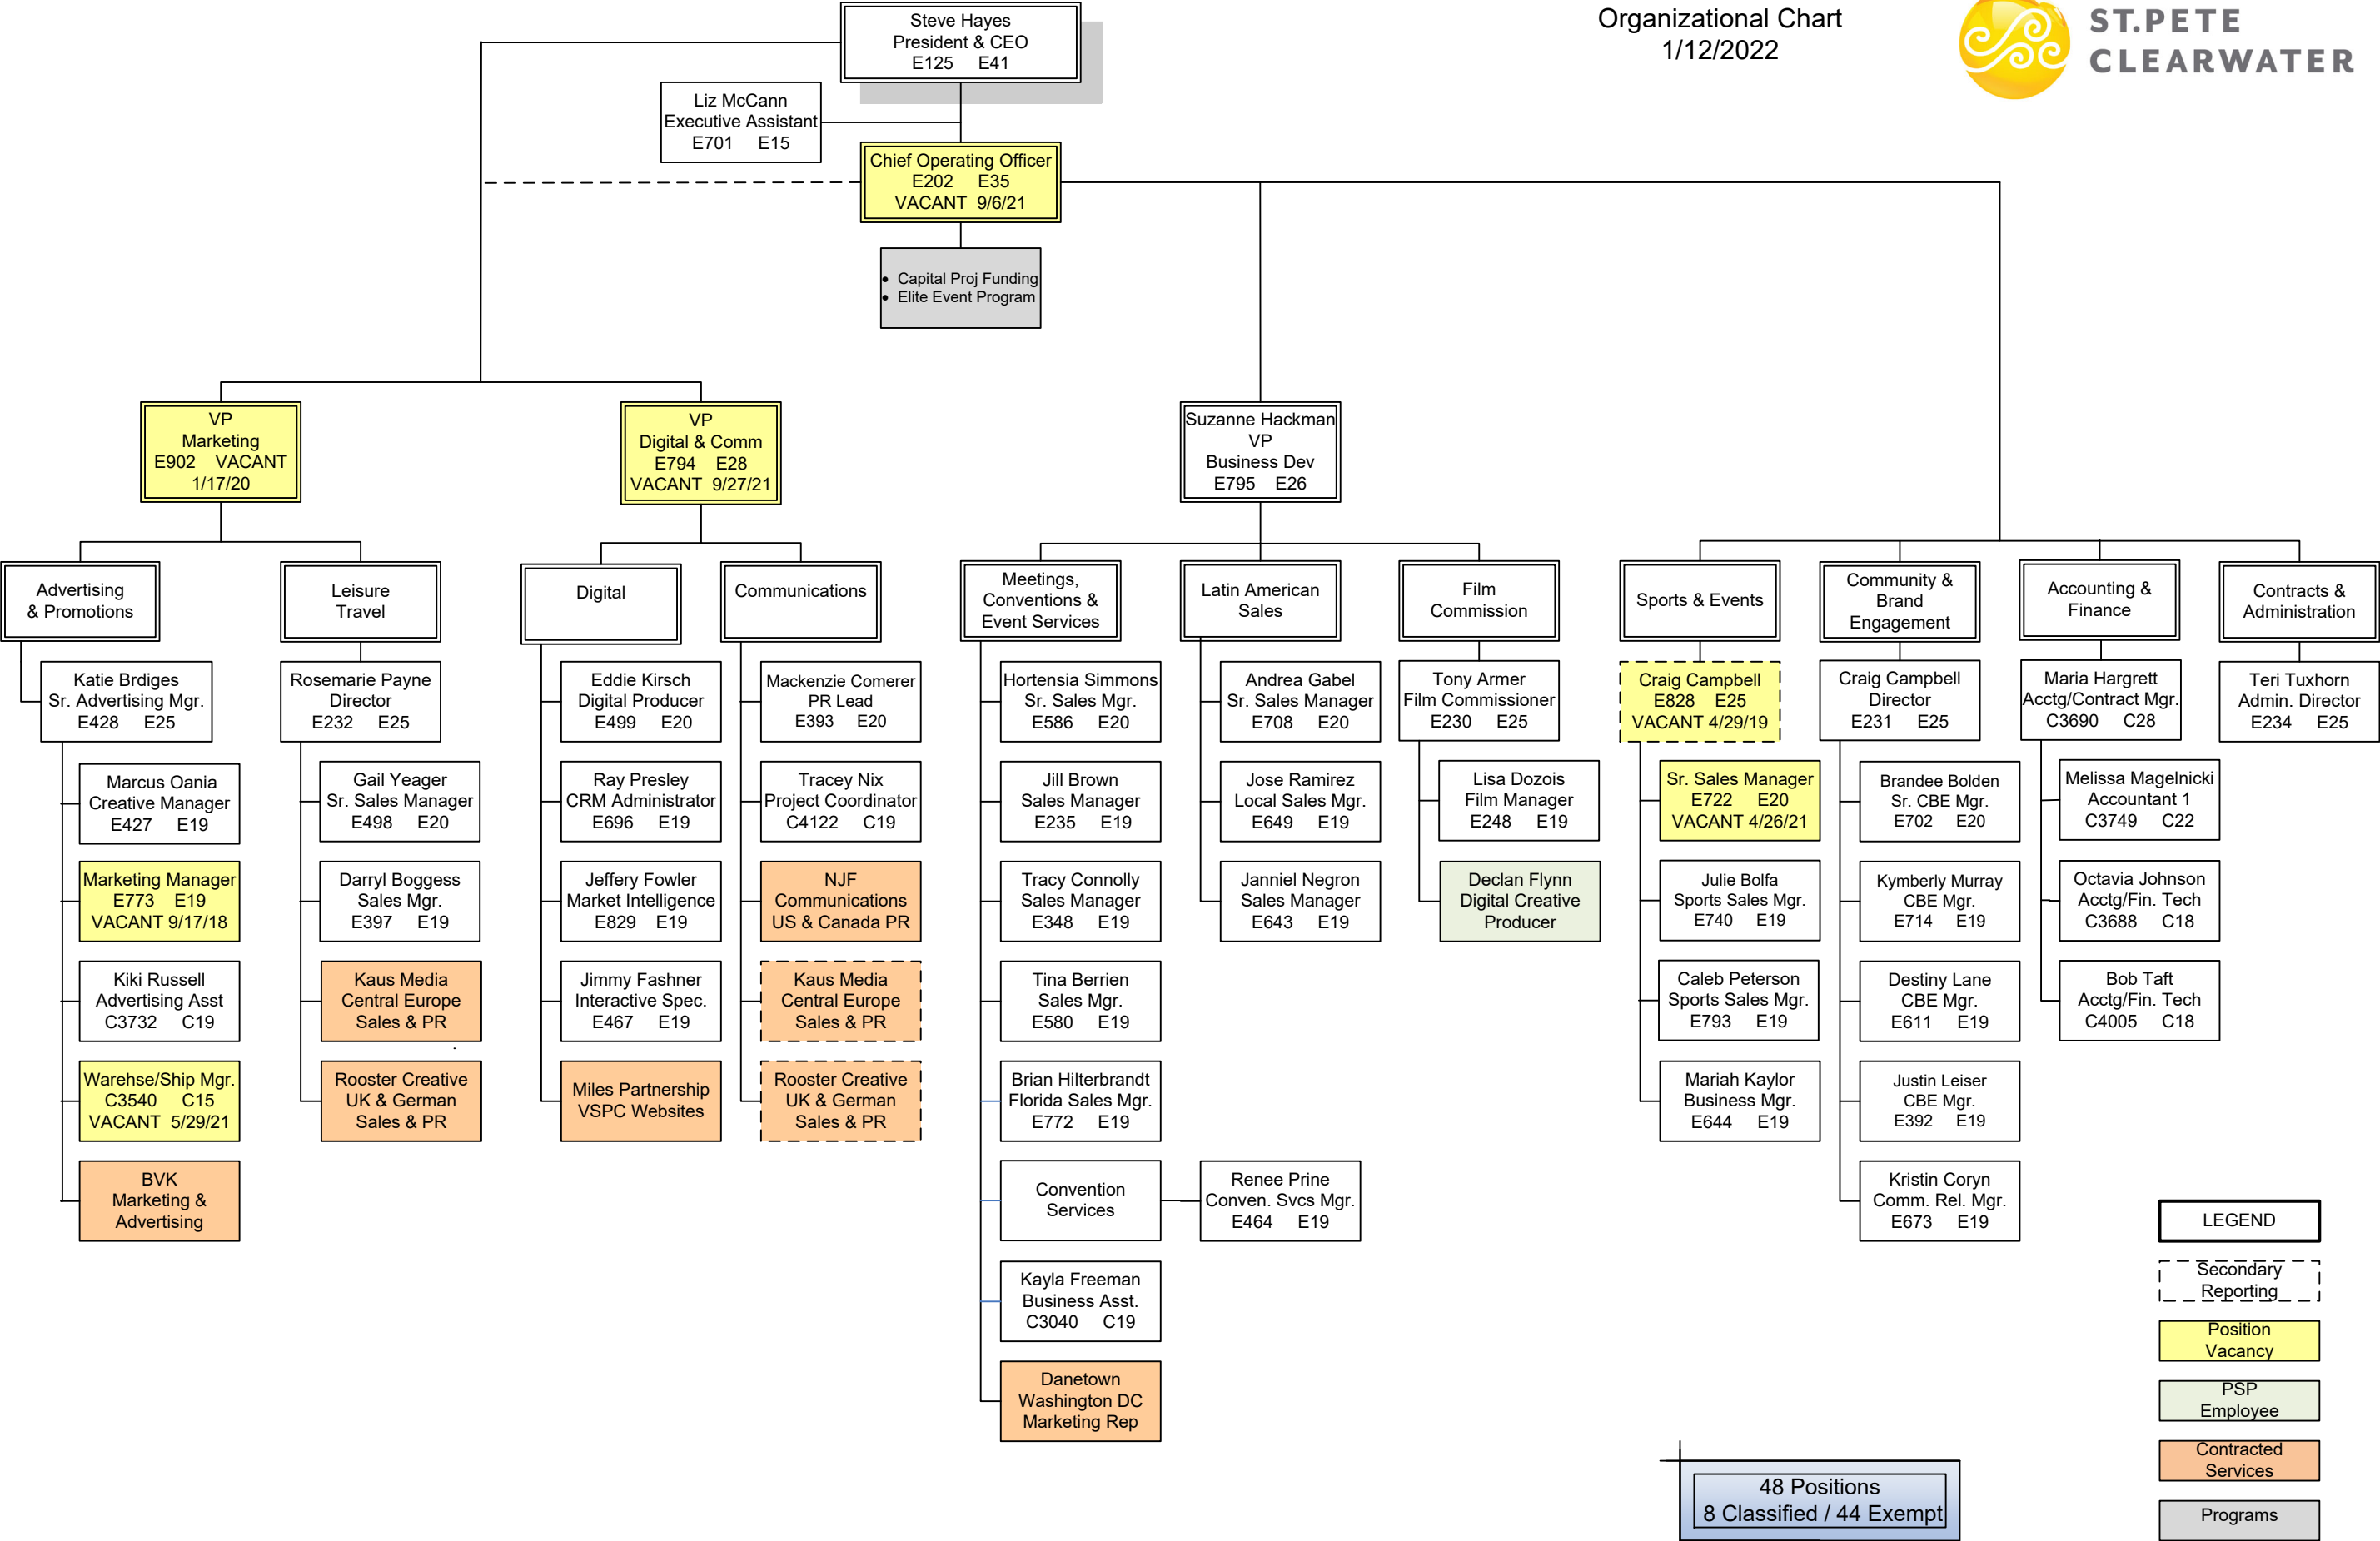 Organizational Chart
1/12/2022
ST.PETE
CLEARWATER
Steve Hayes
President & CEO
E125 E41
Liz McCann
Executive Assistant
E701 E15
Chief Operating Officer
E202 E35
VACANT 9/6/21
• Capital Proj Funding
• Elite Event Program
VP
Marketing
E902 VACANT
1/17/20
VP
Digital & Comm
E794 E28
VACANT 9/27/21
Suzanne Hackman
VP
Business Dev
E795 E26
Advertising
& Promotions
Katie Brdiges
Sr. Advertising Mgr.
E428 E25
Marcus Oania
Creative Manager
E427 E19
Marketing Manager
E773 E19
VACANT 9/17/18
Kiki Russell
Advertising Asst
C3732 C19
Warehse/Ship Mgr.
C3540 C15
VACANT 5/29/21
BVK
Marketing &
Advertising
Leisure
Travel
Rosemarie Payne
Director
E232 E25
Gail Yeager
Sr. Sales Manager
E498 E20
Darryl Boggess
Sales Mgr.
E397 E19
Kaus Media
Central Europe
Sales & PR
Rooster Creative
UK & German
Sales & PR
Digital
Eddie Kirsch
Digital Producer
E499 E20
Ray Presley
CRM Administrator
E696 E19
Jeffery Fowler
Market Intelligence
E829 E19
Jimmy Fashner
Interactive Spec.
E467 E19
Miles Partnership
VSPC Websites
Communications
Mackenzie Comerer
PR Lead
E393 E20
Tracey Nix
Project Coordinator
C4122 C19
NJF
Communications
US & Canada PR
Kaus Media
Central Europe
Sales & PR
Rooster Creative
UK & German
Sales & PR
Meetings,
Conventions &
Event Services
Hortensia Simmons
Sr. Sales Mgr.
E586 E20
Jill Brown
Sales Manager
E235 E19
Tracy Connolly
Sales Manager
E348 E19
Tina Berrien
Sales Mgr.
E580 E19
Brian Hilterbrandt
Florida Sales Mgr.
E772 E19
Convention
Services
Renee Prine
Conven. Svcs Mgr.
E464 E19
Kayla Freeman
Business Asst.
C3040 C19
Danetown
Washington DC
Marketing Rep
Latin American
Sales
Andrea Gabel
Sr. Sales Manager
E708 E20
Jose Ramirez
Local Sales Mgr.
E649 E19
Janniel Negron
Sales Manager
E643 E19
Film
Commission
Tony Armer
Film Commissioner
E230 E25
Lisa Dozois
Film Manager
E248 E19
Declan Flynn
Digital Creative
Producer
Sports & Events
Craig Campbell
E828 E25
VACANT 4/29/19
Sr. Sales Manager
E722 E20
VACANT 4/26/21
Julie Bolfa
Sports Sales Mgr.
E740 E19
Caleb Peterson
Sports Sales Mgr.
E793 E19
Mariah Kaylor
Business Mgr.
E644 E19
Community &
Brand
Engagement
Craig Campbell
Director
E231 E25
Brandee Bolden
Sr. CBE Mgr.
E702 E20
Kymberly Murray
CBE Mgr.
E714 E19
Destiny Lane
CBE Mgr.
E611 E19
Justin Leiser
CBE Mgr.
E392 E19
Kristin Coryn
Comm. Rel. Mgr.
E673 E19
Accounting &
Finance
Maria Hargrett
Acctg/Contract Mgr.
C3690 C28
Melissa Magelnicki
Accountant 1
C3749 C22
Octavia Johnson
Acctg/Fin. Tech
C3688 C18
Bob Taft
Acctg/Fin. Tech
C4005 C18
Contracts &
Administration
Teri Tuxhorn
Admin. Director
E234 E25
LEGEND
Secondary
Reporting
Position
Vacancy
PSP
Employee
Contracted
Services
Programs
48 Positions
8 Classified / 44 Exempt